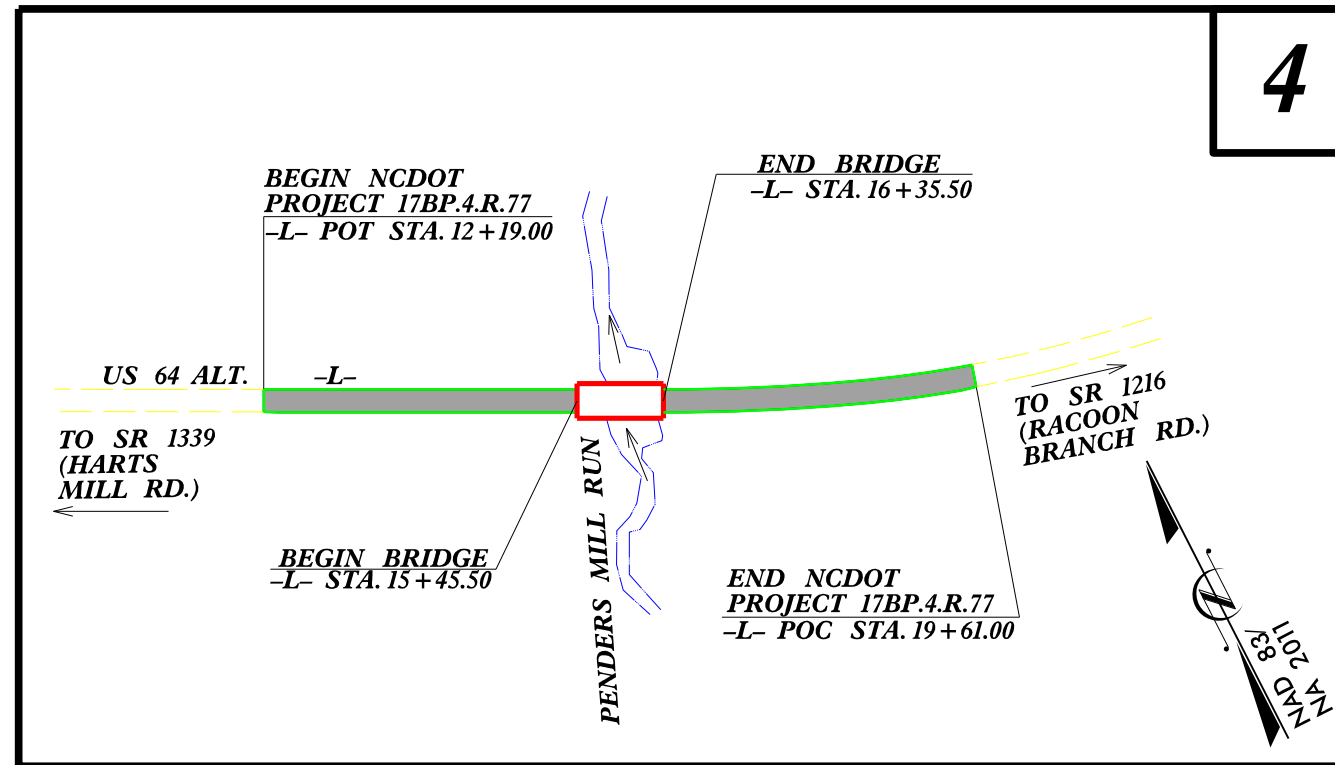 4
BEGIN NCDOT
PROJECT 17BP.4.R.77
–L– POT STA. 12+19.00
END BRIDGE
–L– STA. 16+35.50
US 64 ALT.
–L–
TO SR 1339
(HARTS
MILL RD.)
TO SR 1216
(RACOON
BRANCH RD.)
BEGIN BRIDGE
–L– STA. 15+45.50
PENDERS MILL RUN
END NCDOT
PROJECT 17BP.4.R.77
–L– POC STA. 19+61.00
N
NAD 83/
NA 2011